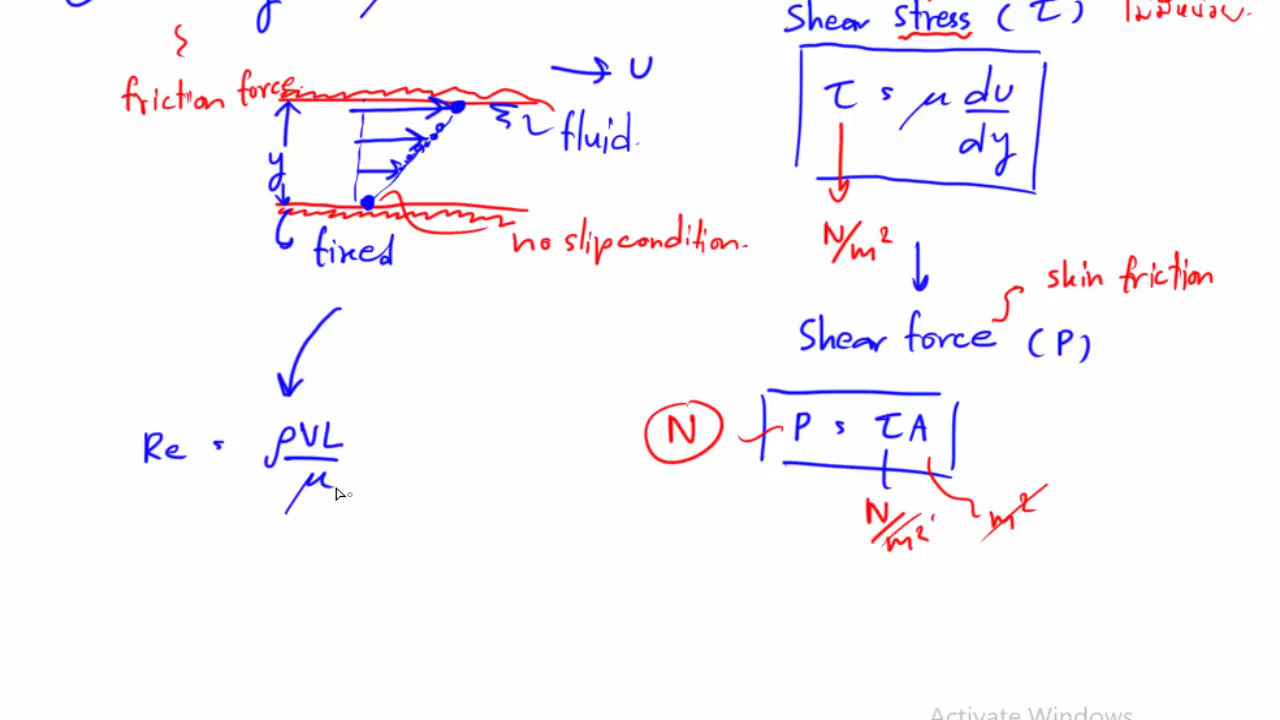 Shear stress (τ)
friction force
→ U
fluid.
y
fixed
no slip condition.
τ = μ du/dy
N/m²
skin friction
Shear force (P)
Re = ρVL/μ
N
P = τA
N/m²
m²
Activate Windows